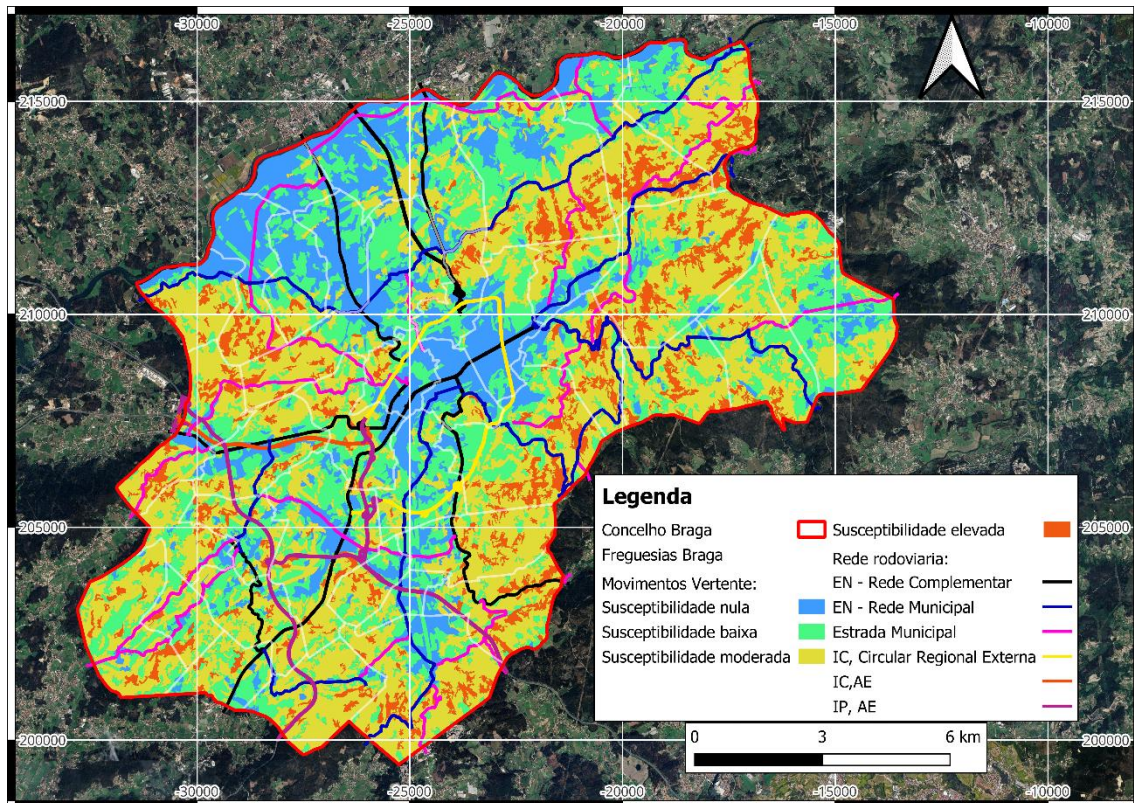 -30000 -25000 -20000 -15000 -10000
215000 215000
210000 210000
205000 205000
200000 200000
-30000 -25000 -20000 -15000 -10000
Legenda
Concelho Braga
Freguesias Braga
Movimentos Vertente:
Susceptibilidade nula
Susceptibilidade baixa
Susceptibilidade moderada
Susceptibilidade elevada
Rede rodoviaria:
EN - Rede Complementar
EN - Rede Municipal
Estrada Municipal
IC, Circular Regional Externa
IC,AE
IP, AE
0 3 6 km